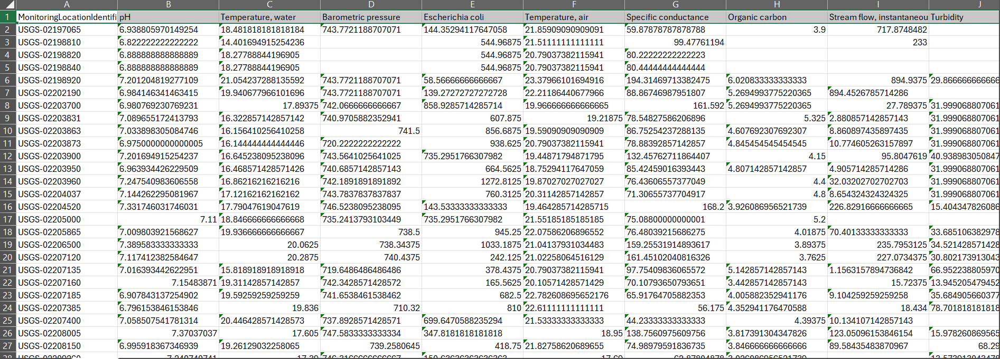 A B C D E F G H I J
1 MonitoringLocationIdentifi pH Temperature, water Barometric pressure Escherichia coli Temperature, air Specific conductance Organic carbon Stream flow, instantaneou Turbidity
2 USGS-02197065 6.938805970149254 18.481818181818184 743.7721188707071 144.35294117647058 21.85909090909091 59.87878787878788 3.9 717.8748482
3 USGS-02198810 6.822222222222222 14.401694915254236 544.96875 21.51111111111111 99.47761194 233
4 USGS-02198820 6.888888888888889 18.27788844196905 544.96875 20.79037382115941 80.22222222222223
5 USGS-02198840 6.888888888888889 18.27788844196905 544.96875 20.79037382115941 80.44444444444444
6 USGS-02198920 7.201204819277109 21.054237288135592 743.7721188707071 58.56666666666667 23.37966101694916 194.31469713382475 6.020833333333333 894.9375 29.866666666666
7 USGS-02202190 6.984146341463415 19.940677966101696 743.7721188707071 139.27272727272728 22.21186440677966 88.86746987951807 5.2694993775220365 894.4526785714286
8 USGS-02203700 6.980769230769231 17.89375 742.0666666666667 858.9285714285714 19.966666666666665 161.592 5.2694993775220365 27.789375 31.999068807061
9 USGS-02203831 7.089655172413793 16.322857142857142 740.9705882352941 607.875 19.21875 78.54827586206896 5.325 2.880857142857143 31.999068807061
10 USGS-02203863 7.033898305084746 16.156410256410258 741.5 856.6875 19.59090909090909 86.75254237288135 4.607692307692307 8.860897435897435 31.999068807061
11 USGS-02203873 6.9750000000000005 16.144444444444446 720.2222222222222 938.625 20.79037382115941 78.88392857142857 4.845454545454545 10.774605263157897 31.999068807061
12 USGS-02203900 7.201694915254237 16.645238095238096 743.5641025641025 735.2951766307982 19.44871794871795 132.45762711864407 4.15 95.8047619 40.938983050847
13 USGS-02203950 6.963934426229509 16.468571428571426 740.6857142857143 664.5625 18.75294117647059 85.42459016393443 4.807142857142857 4.905714285714286 31.999068807061
14 USGS-02203960 7.247540983606558 16.86216216216216 742.1891891891892 1272.8125 19.87027027027027 76.43606557377049 4.4 32.03202702702703 31.999068807061
15 USGS-02204037 7.144262295081967 17.12162162162162 743.7837837837837 760.3125 20.31142857142857 71.30655737704917 4.8 8.654324324324325 31.999068807061
16 USGS-02204520 7.331746031746031 17.79047619047619 746.5238095238095 143.53333333333333 19.464285714285715 168.2 3.926086956521739 226.82916666666665 15.404347826086
17 USGS-02205000 7.11 18.846666666666668 735.2413793103449 735.2951766307982 21.55185185185185 75.08800000000001 5.2
18 USGS-02205865 7.009803921568627 19.936666666666667 738.5 945.25 22.07586206896552 76.48039215686275 4.01875 70.40133333333333 33.685106382978
19 USGS-02206500 7.389583333333333 20.0625 738.34375 1033.1875 21.04137931034483 159.25531914893617 3.89375 235.7953125 34.521428571428
20 USGS-02207120 7.117412382584647 20.2875 740.4375 242.125 21.02258064516129 161.45102040816326 3.7625 227.0734375 30.802173913043
21 USGS-02207135 7.016393442622951 15.818918918918918 719.6486486486486 378.4375 20.79037382115941 97.75409836065572 5.142857142857143 1.1563157894736842 66.952238805970
22 USGS-02207160 7.15483871 19.31142857142857 742.3428571428572 165.5625 20.10571428571429 70.10793650793651 3.442857142857143 15.72375 13.945205479452
23 USGS-02207185 6.907843137254902 19.59259259259259 741.6538461538462 682.5 22.782608695652176 65.91764705882353 4.005882352941176 9.104259259259258 35.684905660377
24 USGS-02207385 6.796153846153846 19.836 710.32 810 22.61111111111111 56.175 4.352941176470588 18.434 78.701818181818
25 USGS-02207400 7.058507541781314 20.446428571428573 737.8928571428571 699.6470588235294 21.53333333333333 44.23333333333333 4.39375 10.134107142857143
26 USGS-02208005 7.37037037 17.605 747.5833333333334 347.8181818181818 18.95 138.7560975609756 3.817391304347826 123.05096153846154 15.978260869565
27 USGS-02208150 6.995918367346939 19.26129032258065 739.2580645 418.75 21.82758620689655 74.98979591836735 3.846666666666666 89.58435483870967 68.29